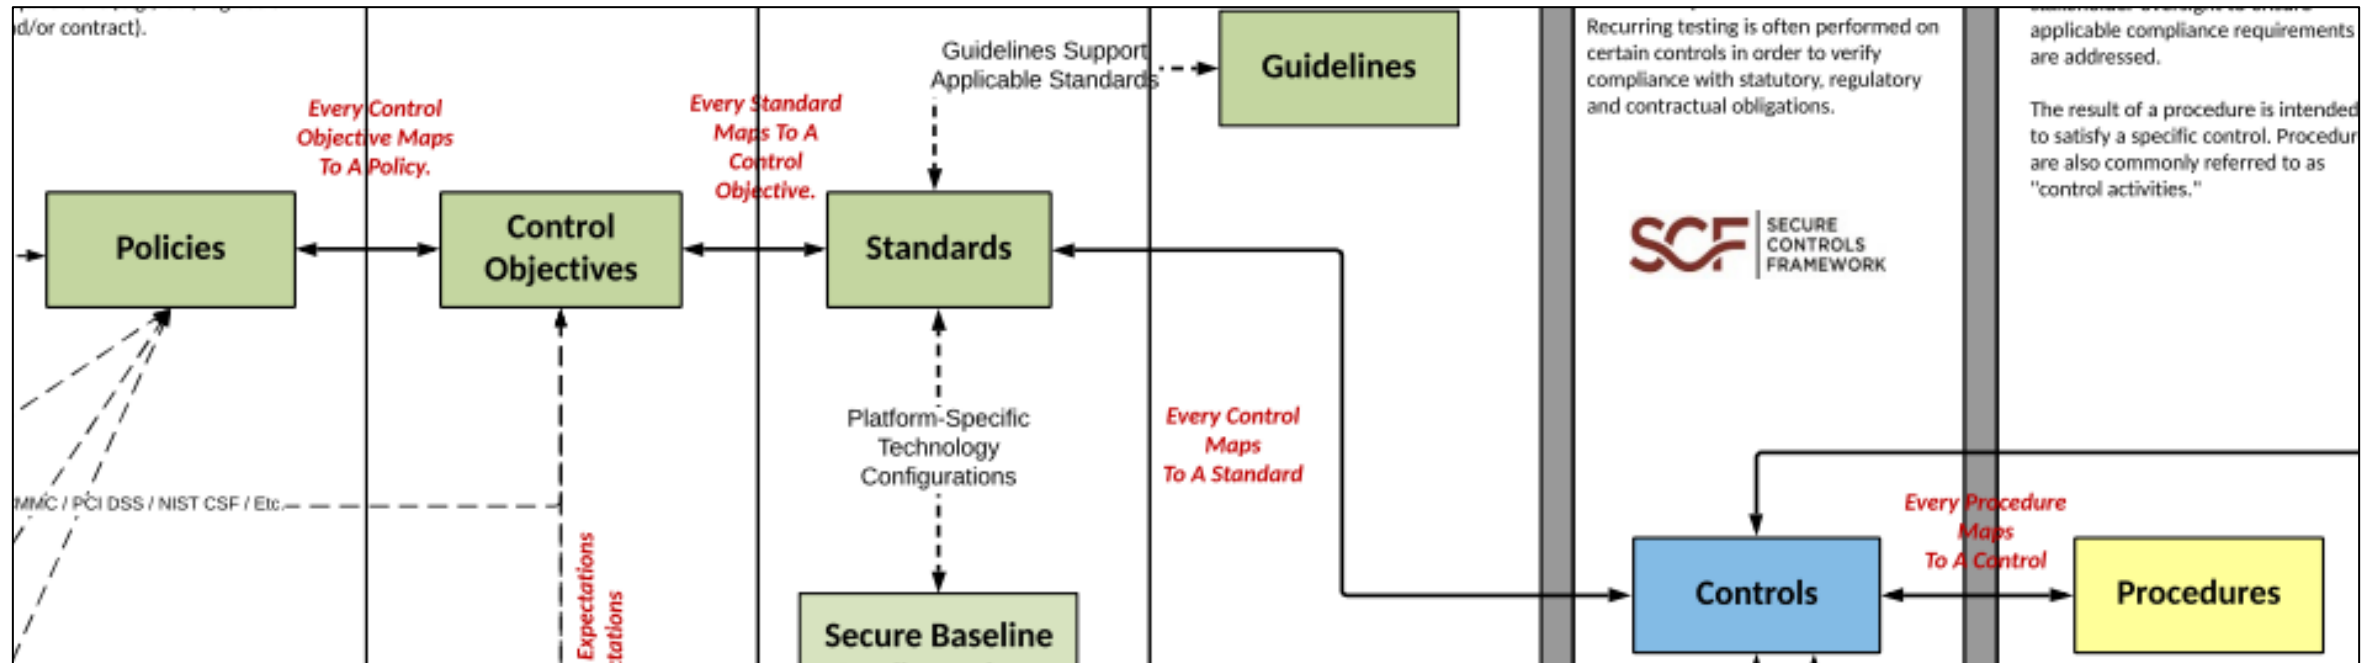 d/or contract).
Every Control
Objective Maps
To A Policy.
Every Standard
Maps To A
Control
Objective.
Guidelines Support
Applicable Standards
Guidelines
Policies
Control
Objectives
Standards
Platform-Specific
Technology
Configurations
Every Control
Maps
To A Standard
MMC / PCI DSS / NIST CSF / Etc.
Expectations
Secure Baseline
Recurring testing is often performed on
certain controls in order to verify
compliance with statutory, regulatory
and contractual obligations.
SCF
SECURE
CONTROLS
FRAMEWORK
applicable compliance requirements
are addressed.
The result of a procedure is intended
to satisfy a specific control. Procedur
are also commonly referred to as
"control activities."
Every Procedure
Maps
To A Control
Controls
Procedures